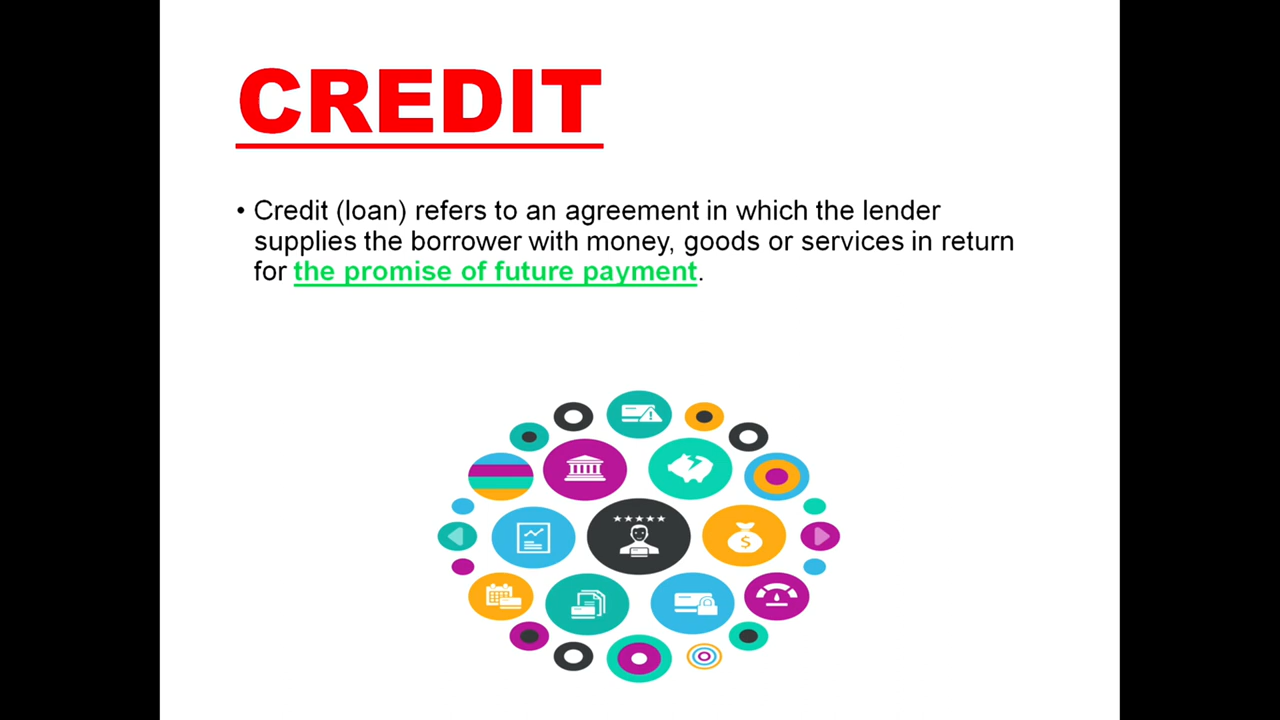 CREDIT
• Credit (loan) refers to an agreement in which the lender
supplies the borrower with money, goods or services in return
for the promise of future payment.
$